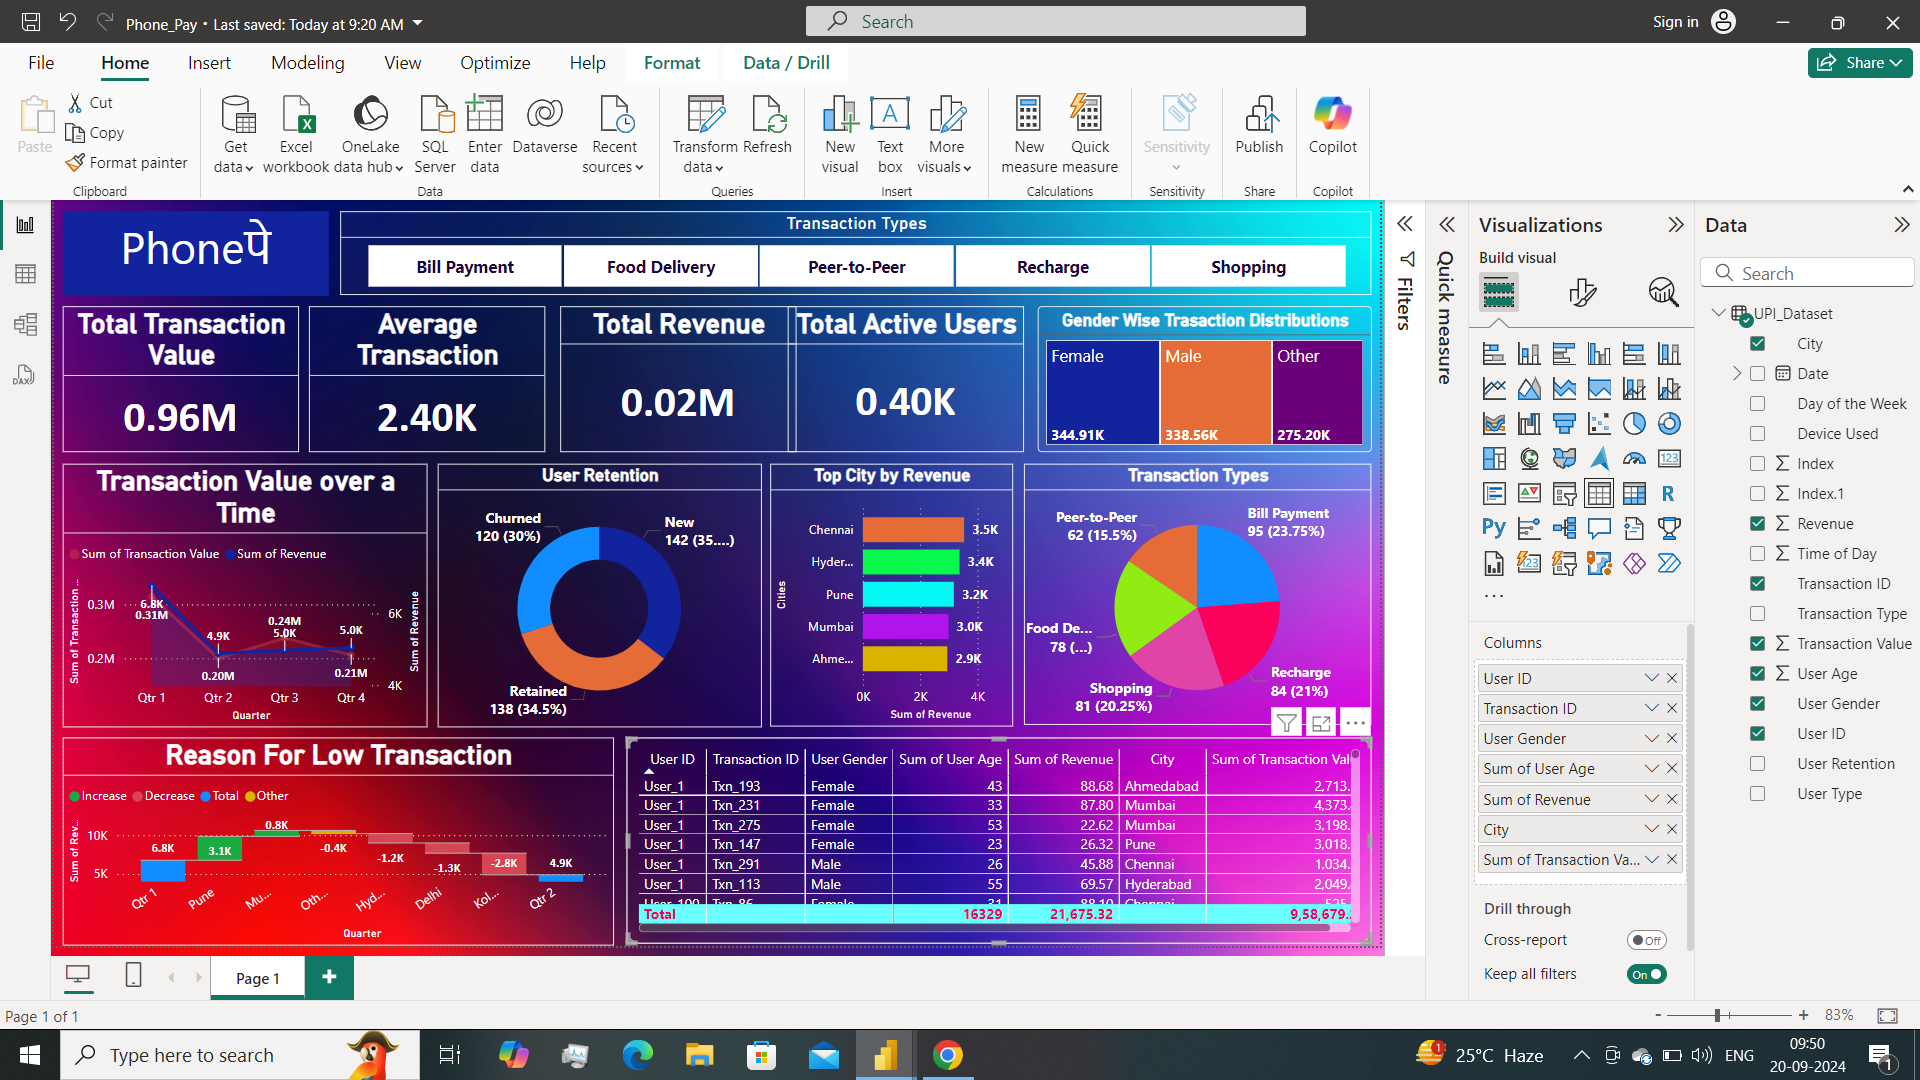 Phone_Pay • Last saved: Today at 9:20 AM
Search
Sign in
File Home Insert Modeling View Optimize Help Format Data / Drill
Share
Paste
Cut
Copy
Format painter
Clipboard
Get data
Excel workbook
OneLake data hub
SQL Server
Enter data
Dataverse
Recent sources
Data
Transform data
Refresh
Queries
New visual
Text box
More visuals
Insert
New measure
Quick measure
Calculations
Sensitivity
Sensitivity
Publish
Share
Copilot
Copilot
Phoneपे
Transaction Types
Bill Payment
Food Delivery
Peer-to-Peer
Recharge
Shopping
Total Transaction Value
0.96M
Average Transaction
2.40K
Total Revenue
0.02M
Total Active Users
0.40K
Gender Wise Trasaction Distributions
Female
344.91K
Male
338.56K
Other
275.20K
Transaction Value over a Time
Sum of Transaction Value Sum of Revenue
Sum of Transaction ...
0.3M
0.2M
6.8K
0.31M
4.9K
0.20M
0.24M
5.0K
5.0K
0.21M
6K
4K
Sum of Revenue
Qtr 1 Qtr 2 Qtr 3 Qtr 4
Quarter
User Retention
Churned
120 (30%)
New
142 (35....)
Retained
138 (34.5%)
Top City by Revenue
Cities
Chennai 3.5K
Hyder... 3.4K
Pune 3.2K
Mumbai 3.0K
Ahme... 2.9K
0K 2K 4K
Sum of Revenue
Transaction Types
Peer-to-Peer
62 (15.5%)
Bill Payment
95 (23.75%)
Food De...
78 (...)
Recharge
84 (21%)
Shopping
81 (20.25%)
Reason For Low Transaction
Increase Decrease Total Other
Sum of Rev...
10K
5K
6.8K
3.1K
0.8K
-0.4K
-1.2K
-1.3K
-2.8K
4.9K
Qtr 1 Pune Mu... Oth... Hyd... Delhi Kol... Qtr 2
Quarter
User ID Transaction ID User Gender Sum of User Age Sum of Revenue City Sum of Transaction Val
User_1 Txn_193 Female 43 88.68 Ahmedabad 2,713.
User_1 Txn_231 Female 33 87.80 Mumbai 4,373.
User_1 Txn_275 Female 53 22.62 Mumbai 3,198.
User_1 Txn_147 Female 23 26.32 Pune 3,018.
User_1 Txn_291 Male 26 45.88 Chennai 1,034.
User_1 Txn_113 Male 55 69.57 Hyderabad 2,049.
User_100 Txn_86 Female 31 88.10 Chennai 525.
Total 16329 21,675.32 9,58,679.
Filters
Quick measure
Visualizations
Build visual
123
R
Py
123
...
Columns
User ID
Transaction ID
User Gender
Sum of User Age
Sum of Revenue
City
Sum of Transaction Va...
Drill through
Cross-report
Off
Keep all filters
On
Data
Search
UPI_Dataset
City
Date
Day of the Week
Device Used
Index
Index.1
Revenue
Time of Day
Transaction ID
Transaction Type
Transaction Value
User Age
User Gender
User ID
User Retention
User Type
DAX
Page 1
+
Page 1 of 1
- + 83%
Type here to search
1
25°C Haze
ENG
09:50
20-09-2024
1